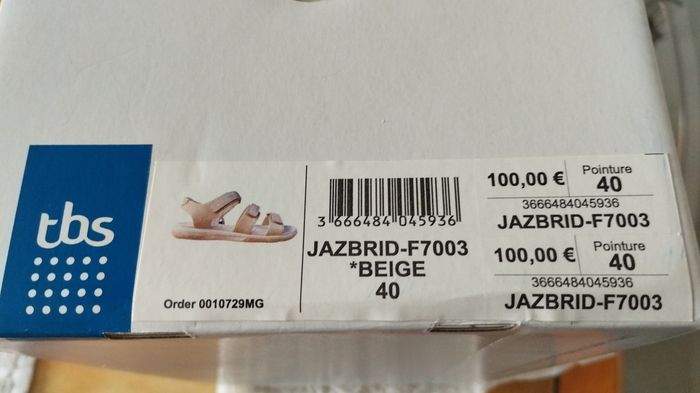 tbs
Order 0010729MG
3 666484 045936
JAZBRID-F7003
*BEIGE
40
100,00 €
Pointure
40
3666484045936
JAZBRID-F7003
100,00 €
Pointure
40
3666484045936
JAZBRID-F7003